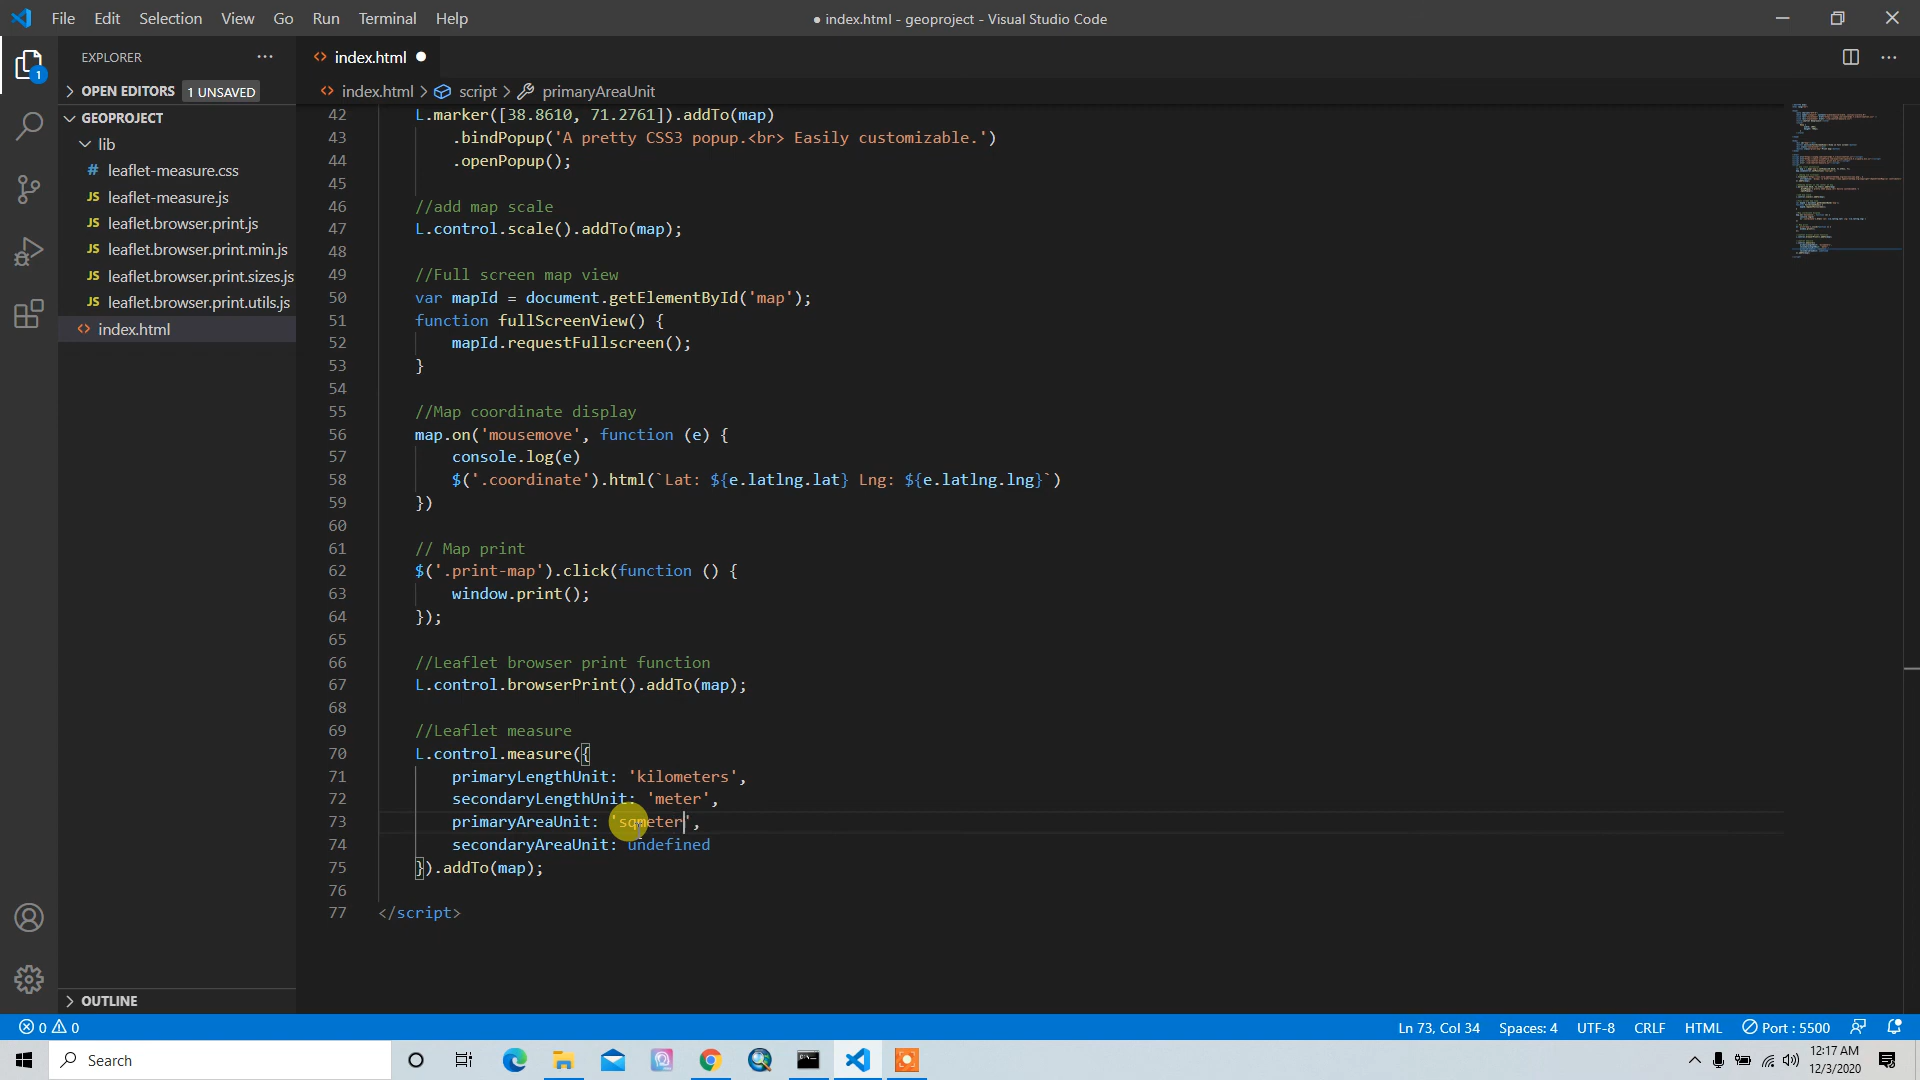 File Edit Selection View Go Run Terminal Help
● index.html - geoproject - Visual Studio Code
EXPLORER
OPEN EDITORS 1 UNSAVED
GEOPROJECT
lib
# leaflet-measure.css
JS leaflet-measure.js
JS leaflet.browser.print.js
JS leaflet.browser.print.min.js
JS leaflet.browser.print.sizes.js
JS leaflet.browser.print.utils.js
<> index.html
OUTLINE
<> index.html ●
<> index.html > script > primaryAreaUnit
42 L.marker([38.8610, 71.2761]).addTo(map)
43 .bindPopup('A pretty CSS3 popup.<br> Easily customizable.')
44 .openPopup();
45
46 //add map scale
47 L.control.scale().addTo(map);
48
49 //Full screen map view
50 var mapId = document.getElementById('map');
51 function fullScreenView() {
52 mapId.requestFullscreen();
53 }
54
55 //Map coordinate display
56 map.on('mousemove', function (e) {
57 console.log(e)
58 $('.coordinate').html(`Lat: ${e.latlng.lat} Lng: ${e.latlng.lng}`)
59 })
60
61 // Map print
62 $('.print-map').click(function () {
63 window.print();
64 });
65
66 //Leaflet browser print function
67 L.control.browserPrint().addTo(map);
68
69 //Leaflet measure
70 L.control.measure({
71 primaryLengthUnit: 'kilometers',
72 secondaryLengthUnit: 'meter',
73 primaryAreaUnit: 'sqmeter',
74 secondaryAreaUnit: undefined
75 }).addTo(map);
76
77 </script>
0 0
Ln 73, Col 34 Spaces: 4 UTF-8 CRLF HTML Port : 5500
Search
12:17 AM
12/3/2020